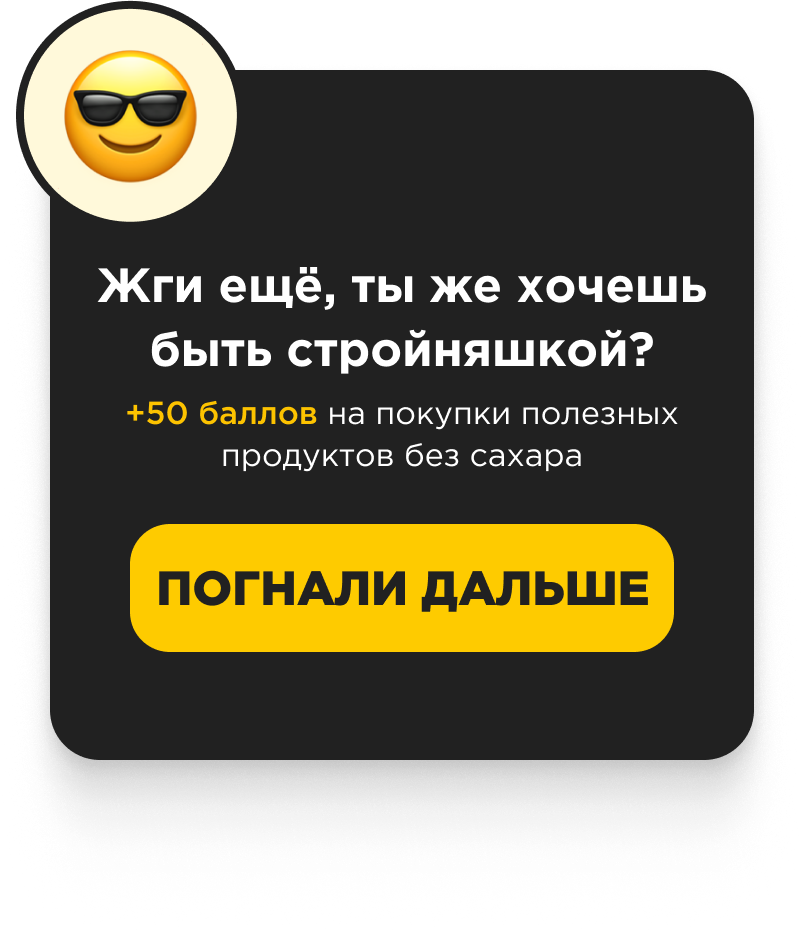 Жги ещё, ты же хочешь
быть стройняшкой?
+50 баллов на покупки полезных
продуктов без сахара
ПОГНАЛИ ДАЛЬШЕ